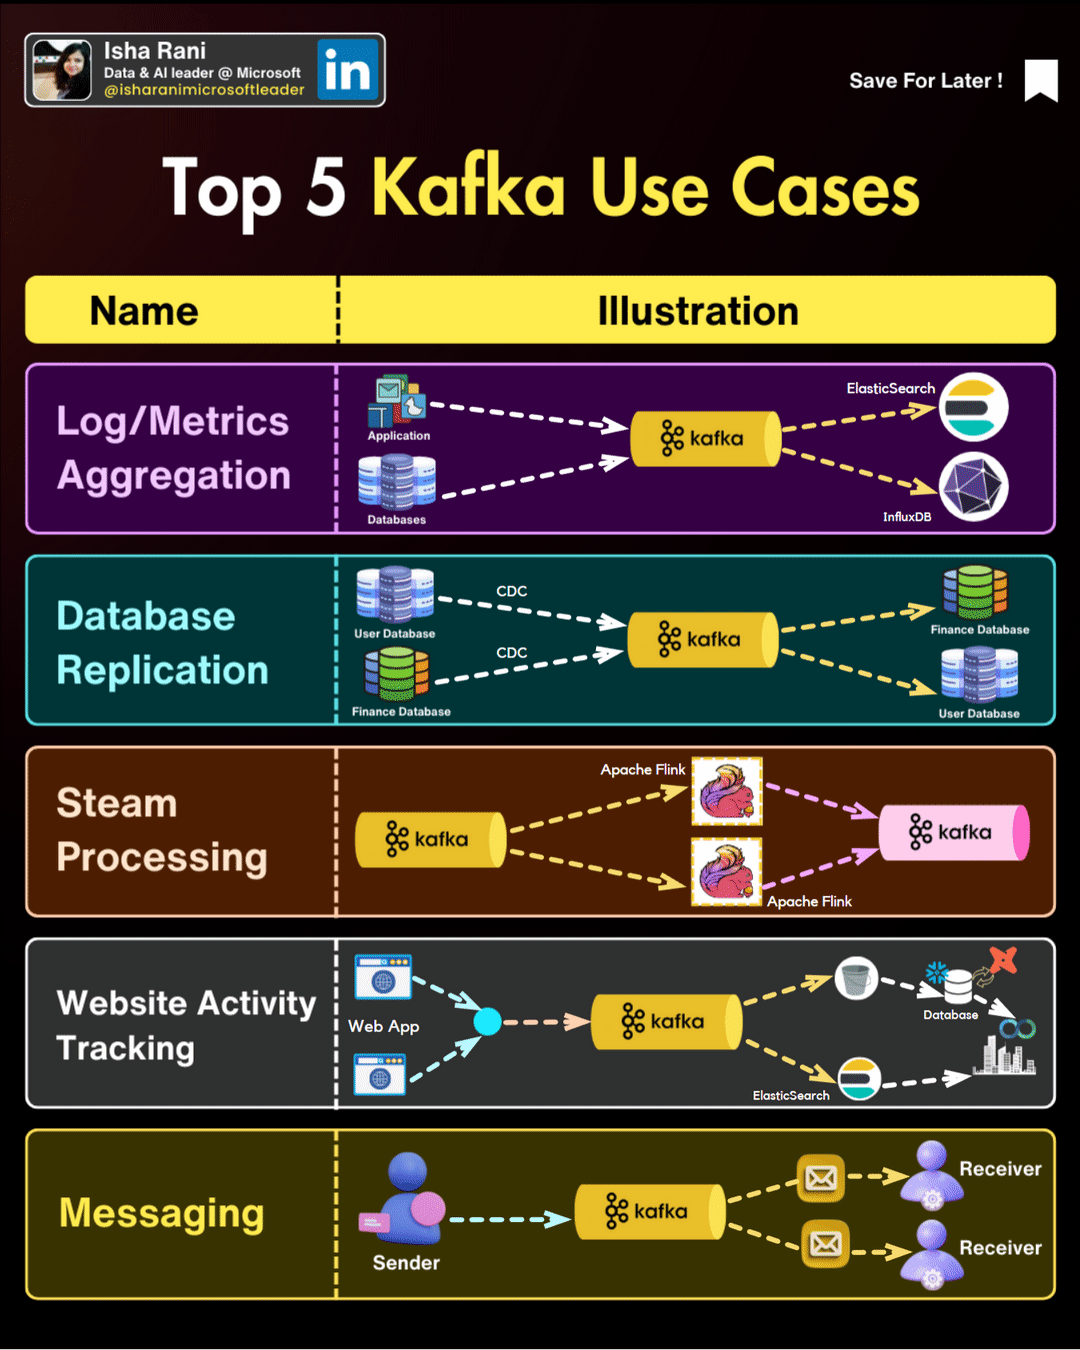 Isha Rani
Data & AI leader @ Microsoft
@isharanimicrosoftleader
in
Save For Later !
Top 5 Kafka Use Cases
Name
Illustration
Log/Metrics
Aggregation
Application
Databases
kafka
ElasticSearch
InfluxDB
Database
Replication
User Database
CDC
CDC
Finance Database
kafka
Finance Database
User Database
Steam
Processing
kafka
Apache Flink
Apache Flink
kafka
Website Activity
Tracking
Web App
kafka
Database
ElasticSearch
Messaging
Sender
kafka
Receiver
Receiver